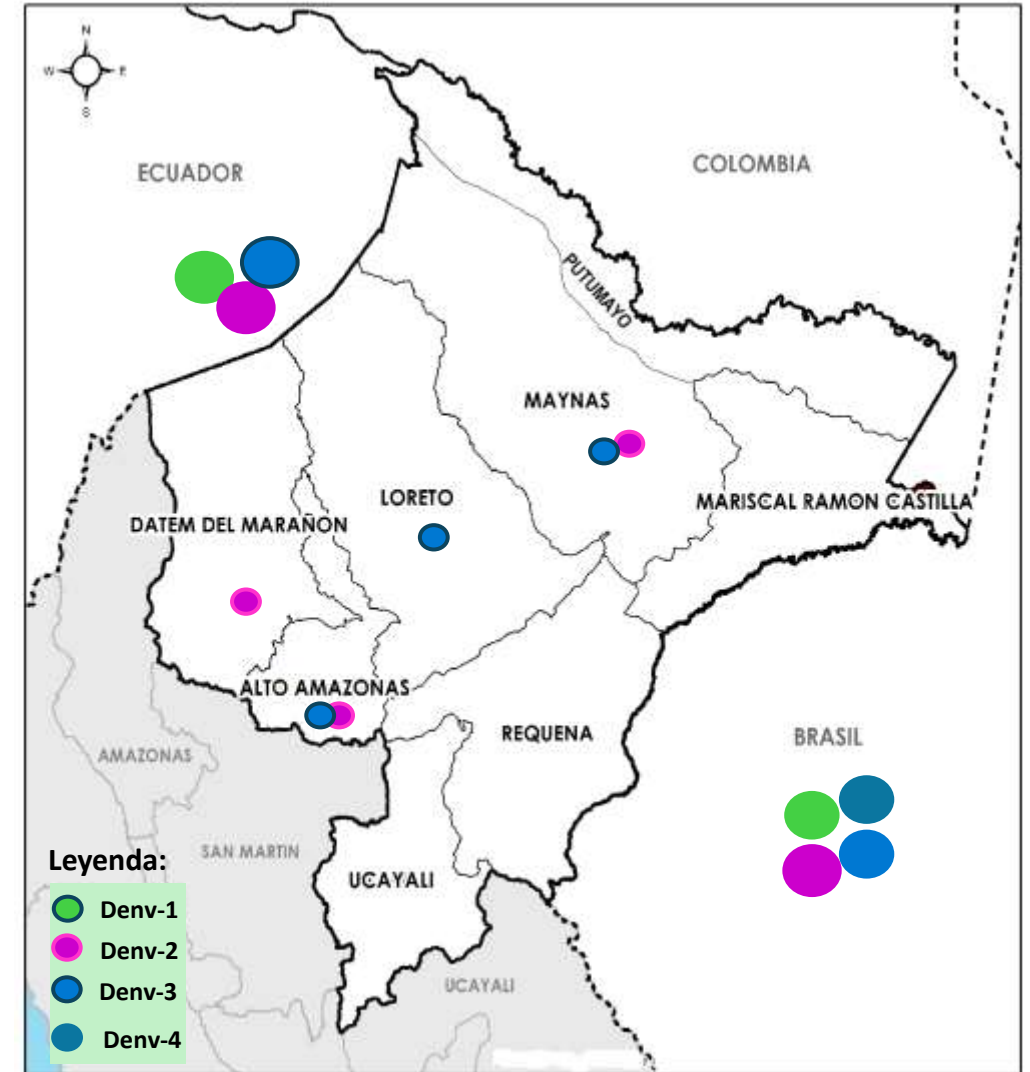 N
W E
S
ECUADOR
COLOMBIA
PUTUMAYO
MAYNAS
LORETO
MARISCAL RAMON CASTILLA
DATEM DEL MARAÑON
ALTO AMAZONAS
REQUENA
BRASIL
AMAZONAS
SAN MARTIN
UCAYALI
UCAYALI
Leyenda:
Denv-1
Denv-2
Denv-3
Denv-4